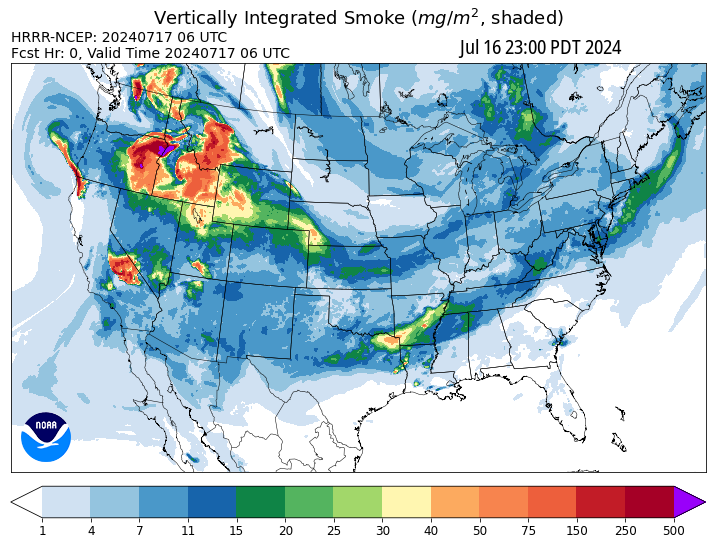 Vertically Integrated Smoke (mg/m², shaded)
HRRR-NCEP: 20240717 06 UTC
Fcst Hr: 0, Valid Time 20240717 06 UTC
Jul 16 23:00 PDT 2024
NOAA
1 4 7 11 15 20 25 30 40 50 75 150 250 500